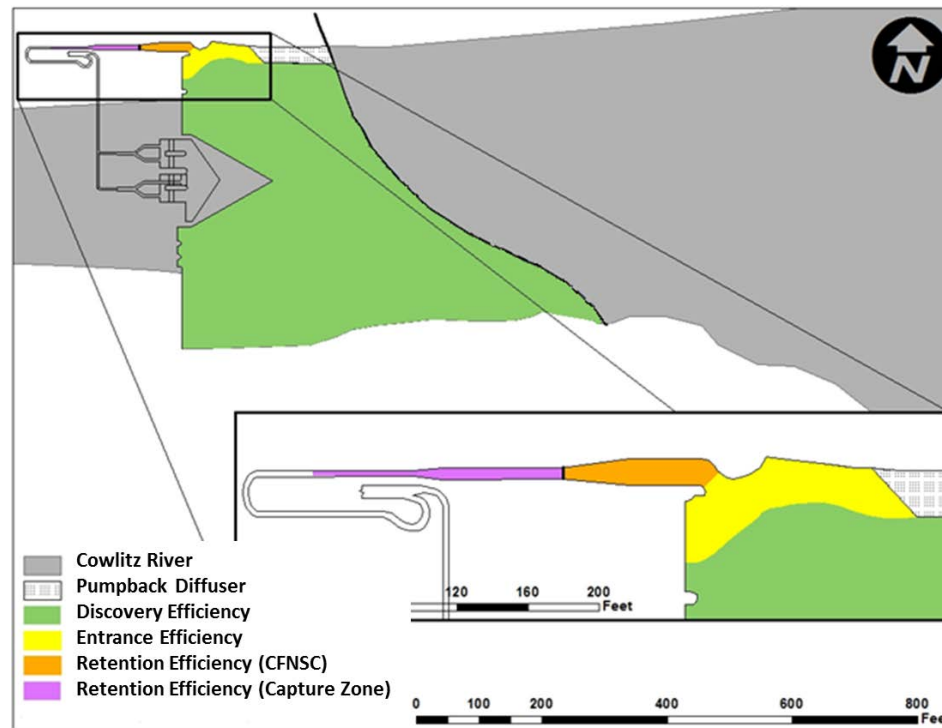 N
120 160 200
Feet
Cowlitz River
Pumpback Diffuser
Discovery Efficiency
Entrance Efficiency
Retention Efficiency (CFNSC)
Retention Efficiency (Capture Zone)
0 100 200 400 600 800
Feet